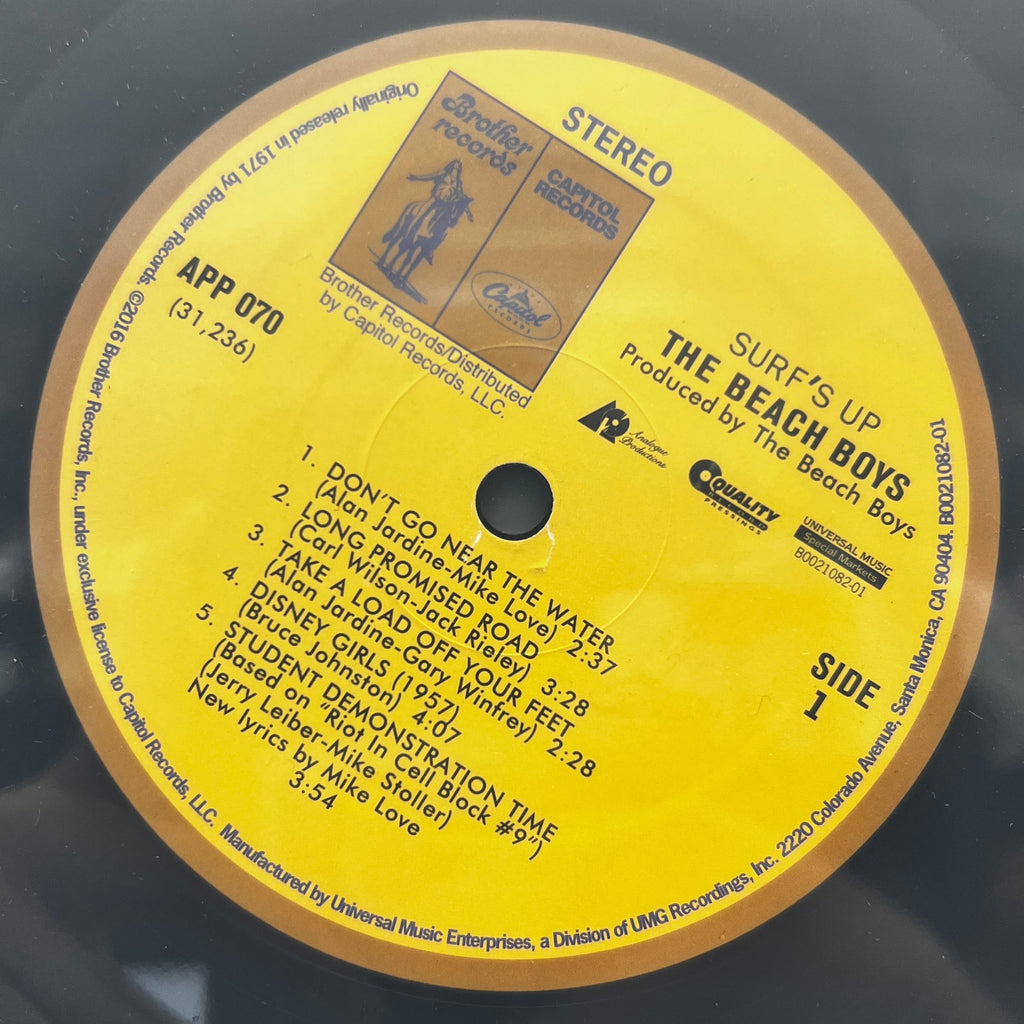 STEREO
Brother
records
CAPITOL
RECORDS
Capitol
RECORDS
Brother Records/Distributed
by Capitol Records, LLC.
APP 070
(31,236)
SURF'S UP
THE BEACH BOYS
Produced by The Beach Boys
Analogue
Productions
QUALITY
RECORD
PRESSINGS
UNIVERSAL MUSIC
Special Markets
B0021082-01
SIDE
1
1. DON'T GO NEAR THE WATER
(Alan Jardine-Mike Love) 2:37
2. LONG PROMISED ROAD
(Carl Wilson-Jack Rieley) 3:28
3. TAKE A LOAD OFF YOUR FEET
(Alan Jardine-Gary Winfrey) 2:28
4. DISNEY GIRLS (1957)
(Bruce Johnston) 4:07
5. STUDENT DEMONSTRATION TIME
(Based on "Riot In Cell Block #9")
(Jerry Leiber-Mike Stoller)
New lyrics by Mike Love
3:54
Originally released in 1971 by Brother Records. ©2016 Brother Records, Inc., under exclusive license to Capitol Records, LLC. Manufactured by Universal Music Enterprises, a Division of UMG Recordings, Inc. 2220 Colorado Avenue, Santa Monica, CA 90404. B0021082-01